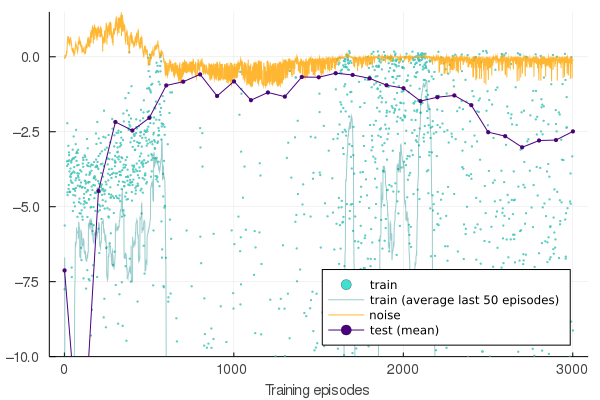 0.0
−2.5
−5.0
−7.5
−10.0
train
train (average last 50 episodes)
noise
test (mean)
0 1000 2000 3000
Training episodes